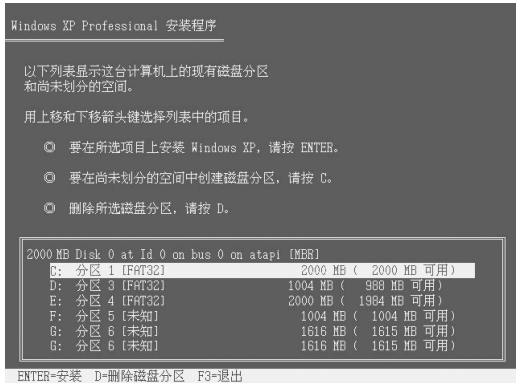 Windows XP Professional 安装程序
以下列表显示这台计算机上的现有磁盘分区
和尚未划分的空间。
用上移和下移箭头键选择列表中的项目。
◎ 要在所选项目上安装 Windows XP，请按 ENTER。
◎ 要在尚未划分的空间中创建磁盘分区，请按 C。
◎ 删除所选磁盘分区，请按 D。
2000 MB Disk 0 at Id 0 on bus 0 on atapi [MBR]
C: 分区 1 [FAT32] 2000 MB ( 2000 MB 可用)
D: 分区 3 [FAT32] 1004 MB ( 988 MB 可用)
E: 分区 4 [FAT32] 2000 MB ( 1984 MB 可用)
F: 分区 5 [未知] 1004 MB ( 1004 MB 可用)
G: 分区 6 [未知] 1616 MB ( 1615 MB 可用)
G: 分区 6 [未知] 1616 MB ( 1615 MB 可用)
ENTER=安装 D=删除磁盘分区 F3=退出